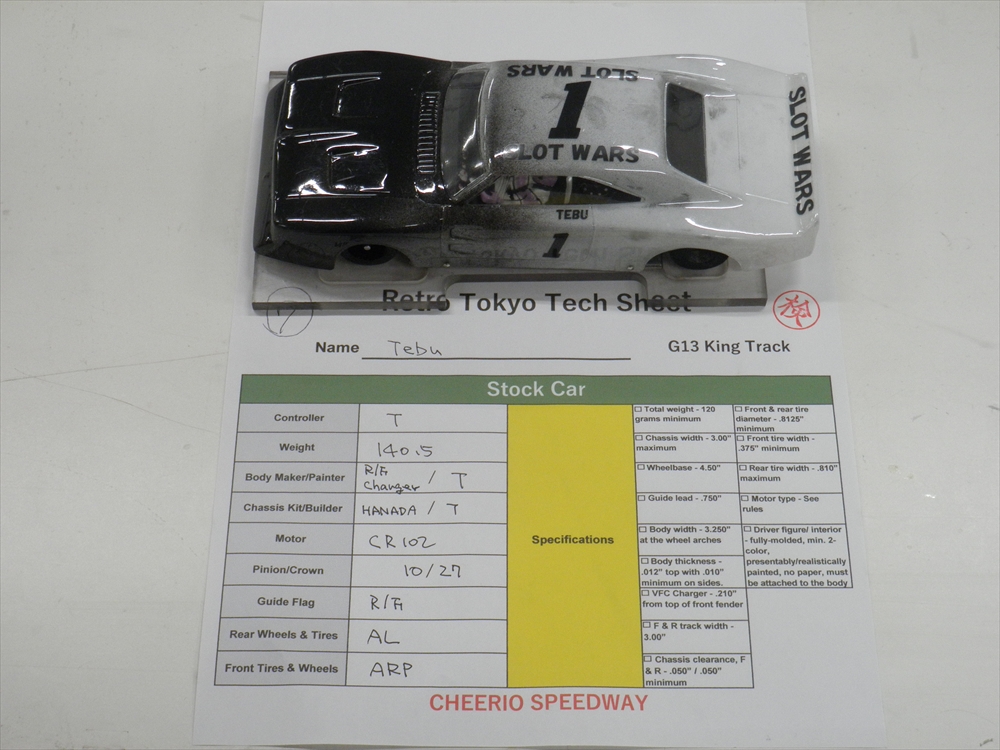 SLOT WARS
1
SLOT WARS
SLOT WARS
TEBU
1
Retro Tokyo Tech Sheet
7
Name Tebu G13 King Track
Stock Car
Controller T
Weight 140.5
Body Maker/Painter R/Fi Charger / T
Chassis Kit/Builder HANADA / T
Motor CR102
Pinion/Crown 10/27
Guide Flag R/Fi
Rear Wheels & Tires AL
Front Tires & Wheels ARP
Specifications
☐ Total weight - 120 grams minimum
☐ Chassis width - 3.00" maximum
☐ Wheelbase - 4.50"
☐ Guide lead - .750"
☐ Body width - 3.250" at the wheel arches
☐ Body thickness - .012" top with .010" minimum on sides.
☐ VFC Charger - .210" from top of front fender
☐ F & R track width - 3.00"
☐ Chassis clearance, F & R - .050" / .050" minimum
☐ Front & rear tire diameter - .8125" minimum
☐ Front tire width - .375" minimum
☐ Rear tire width - .810" maximum
☐ Motor type - See rules
☐ Driver figure/ interior - fully-molded, min. 2-color, presentably/realistically painted, no paper, must be attached to the body
CHEERIO SPEEDWAY